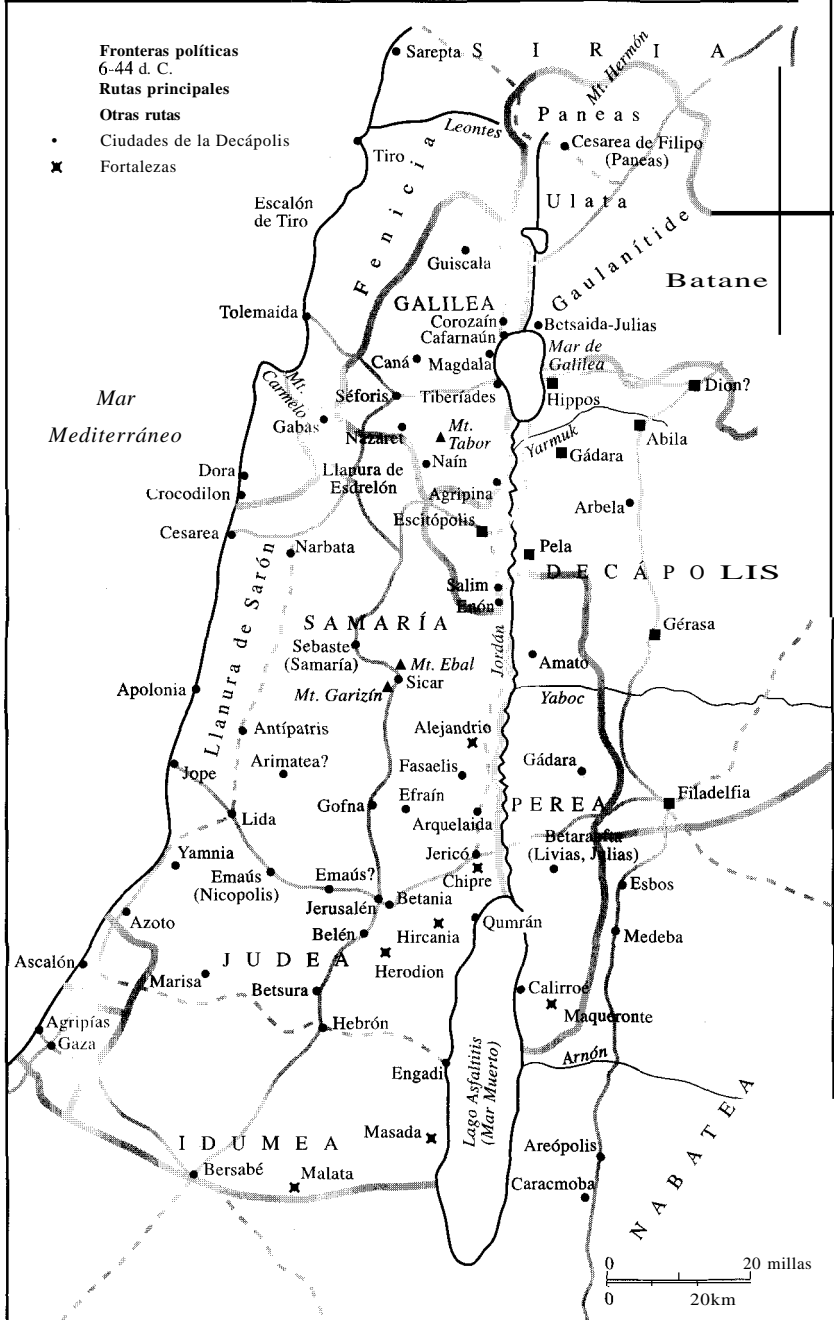 Fronteras políticas
6-44 d. C.
Rutas principales
Otras rutas
Ciudades de la Decápolis
Fortalezas
Sarepta
S I R I A
Mt. Hermón
Paneas
Leontes
Cesarea de Filipo
(Paneas)
Tiro
Fenicia
Ulata
Escalón
de Tiro
Gaulanítide
Guiscala
Batane
GALILEA
Tolemaida
Corozaín
Betsaida-Julias
Cafarnaún
Mar de
Galilea
Caná
Magdala
Mt.
Carmelo
Séforis
Tiberíades
Hippos
Dion?
Mar
Mediterráneo
Gabas
Nazaret
Mt.
Tabor
Yarmuk
Abila
Gádara
Naín
Dora
Llanura de
Esdrelón
Crocodilon
Agripina
Arbela
Escitópolis
Cesarea
Narbata
Pela
DECÁPOLIS
Salim
Enón
Llanura de Sarón
SAMARÍA
Gérasa
Sebaste
(Samaría)
Jordán
Mt. Ebal
Amato
Sicar
Mt. Garizín
Apolonia
Yaboc
Antípatris
Alejandrio
Arimatea?
Fasaelis
Gádara
Jope
Efraín
Filadelfia
Gofna
PEREA
Lida
Arquelaida
Betaramfta
(Livias, Julias)
Yamnia
Jericó
Emaús
(Nicopolis)
Emaús?
Chipre
Esbos
Jerusalén
Betania
Azoto
Qumrán
Belén
Hircania
Medeba
Ascalón
JUDEA
Herodion
Marisa
Betsura
Calirroe
Maqueronte
Agripías
Gaza
Hebrón
Arnón
Engadi
Lago Asfaltitis
(Mar Muerto)
NABATEA
IDUMEA
Masada
Areópolis
Bersabé
Malata
Caracmoba
0 20 millas
0 20km